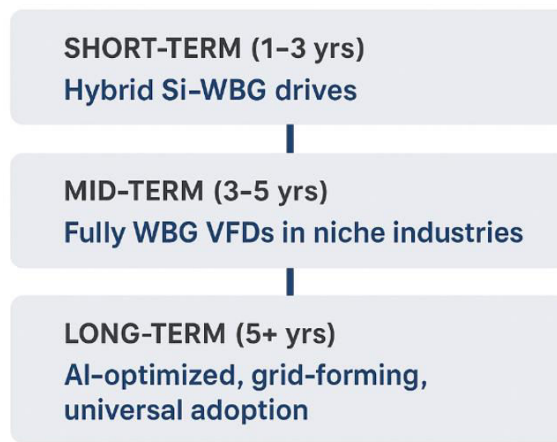 SHORT-TERM (1–3 yrs)
Hybrid Si-WBG drives
MID-TERM (3–5 yrs)
Fully WBG VFDs in niche industries
LONG-TERM (5+ yrs)
AI-optimized, grid-forming,
universal adoption